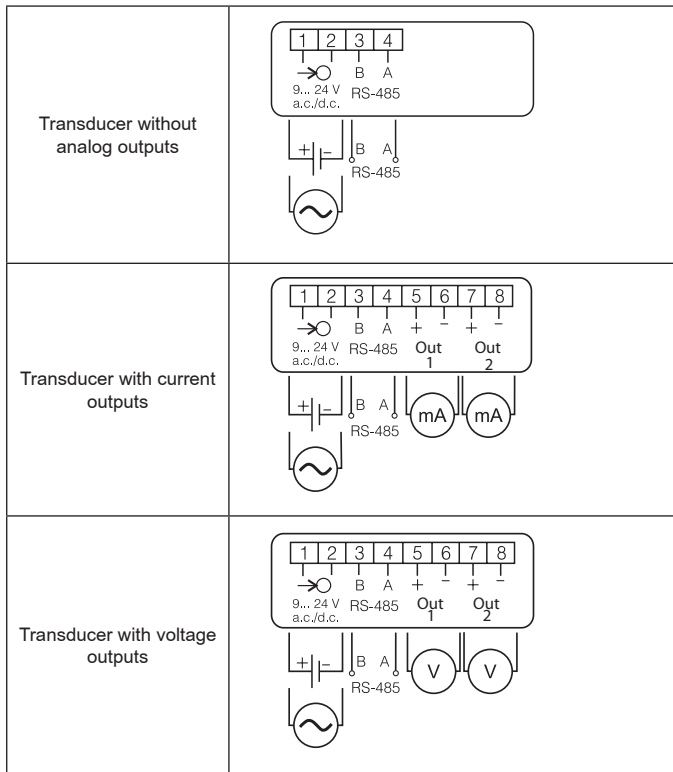 Transducer without
analog outputs
1 2 3 4
B A
9... 24 V
a.c./d.c.
RS-485
+ −
B A
RS-485
Transducer with current
outputs
1 2 3 4 5 6 7 8
B A + − + −
9... 24 V
a.c./d.c.
RS-485
Out
1
Out
2
+ −
B A
RS-485
mA mA
Transducer with voltage
outputs
1 2 3 4 5 6 7 8
B A + − + −
9... 24 V
a.c./d.c.
RS-485
Out
1
Out
2
+ −
B A
RS-485
V V